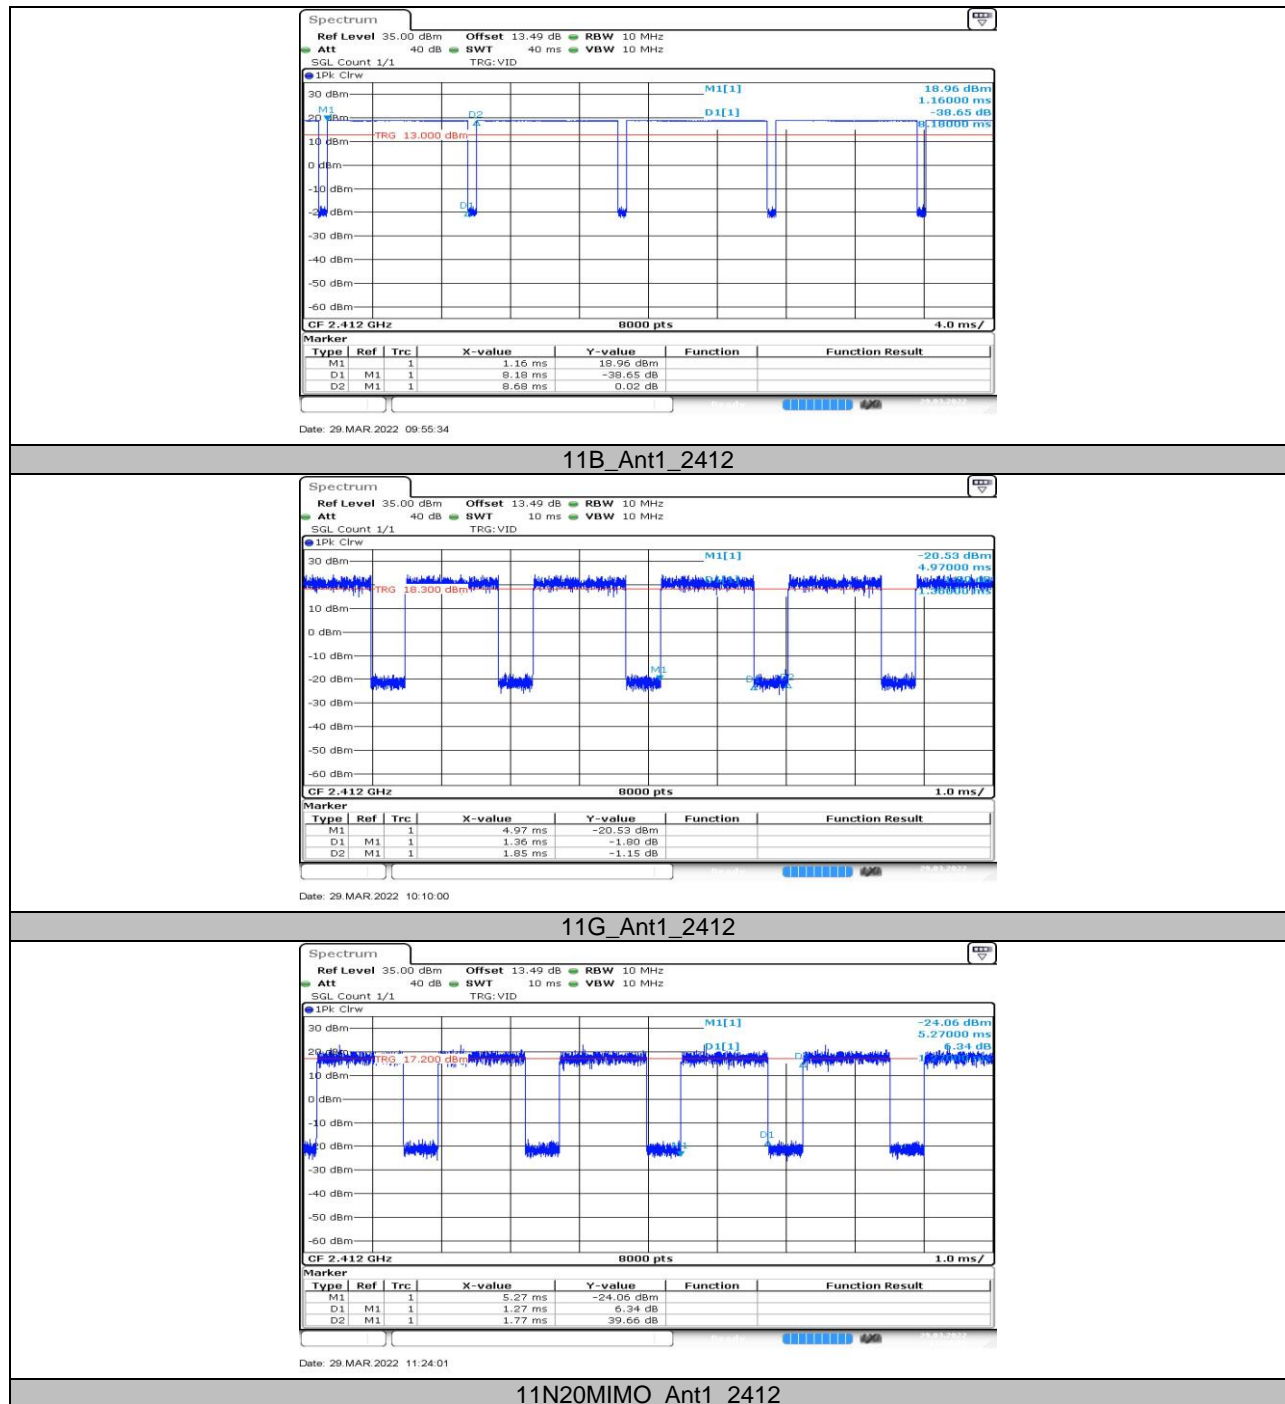 Spectrum
Ref Level 35.00 dBm Offset 13.49 dB RBW 10 MHz
Att 40 dB SWT 40 ms VBW 10 MHz
SGL Count 1/1 TRG:VID
1Pk Clrw
M1[1] 18.96 dBm
1.16000 ms
D1[1] -38.65 dB
8.18000 ms
30 dBm
M1
D2
20 dBm
TRG 13.000 dBm
10 dBm
0 dBm
-10 dBm
D1
-20 dBm
-30 dBm
-40 dBm
-50 dBm
-60 dBm
CF 2.412 GHz 8000 pts 4.0 ms/
Marker
Type Ref Trc X-value Y-value Function Function Result
M1 1 1.16 ms 18.96 dBm
D1 M1 1 8.18 ms -38.65 dB
D2 M1 1 8.68 ms 0.02 dB
Date: 29.MAR.2022 09:55:34
11B_Ant1_2412
Spectrum
Ref Level 35.00 dBm Offset 13.49 dB RBW 10 MHz
Att 40 dB SWT 10 ms VBW 10 MHz
SGL Count 1/1 TRG:VID
1Pk Clrw
M1[1] -20.53 dBm
4.97000 ms
1.36000 ms
30 dBm
TRG 18.300 dBm
10 dBm
0 dBm
-10 dBm
M1
-20 dBm
-30 dBm
-40 dBm
-50 dBm
-60 dBm
CF 2.412 GHz 8000 pts 1.0 ms/
Marker
Type Ref Trc X-value Y-value Function Function Result
M1 1 4.97 ms -20.53 dBm
D1 M1 1 1.36 ms -1.80 dB
D2 M1 1 1.85 ms -1.15 dB
Date: 29.MAR.2022 10:10:00
11G_Ant1_2412
Spectrum
Ref Level 35.00 dBm Offset 13.49 dB RBW 10 MHz
Att 40 dB SWT 10 ms VBW 10 MHz
SGL Count 1/1 TRG:VID
1Pk Clrw
M1[1] -24.06 dBm
5.27000 ms
D1[1] 6.34 dB
30 dBm
20 dBm
TRG 17.200 dBm
10 dBm
0 dBm
-10 dBm
D1
-20 dBm
-30 dBm
-40 dBm
-50 dBm
-60 dBm
CF 2.412 GHz 8000 pts 1.0 ms/
Marker
Type Ref Trc X-value Y-value Function Function Result
M1 1 5.27 ms -24.06 dBm
D1 M1 1 1.27 ms 6.34 dB
D2 M1 1 1.77 ms 39.66 dB
Date: 29.MAR.2022 11:24:01
11N20MIMO_Ant1_2412